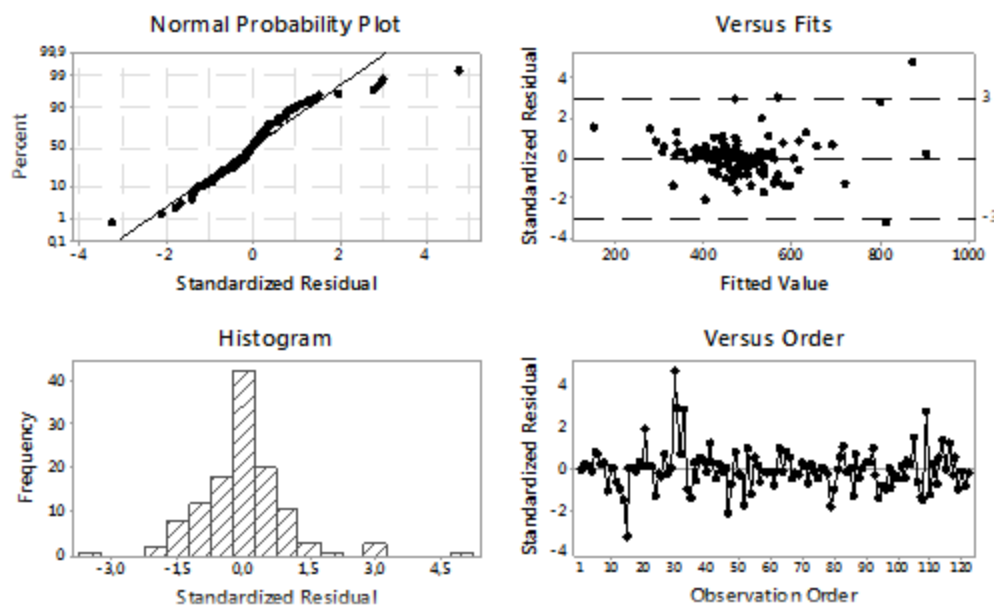 Normal Probability Plot
99,9
99
90
50
10
1
0,1
Percent
-4 -2 0 2 4
Standardized Residual
Versus Fits
4
2
0
-2
-4
3
-3
Standardized Residual
200 400 600 800 1000
Fitted Value
Histogram
40
30
20
10
0
Frequency
-3,0 -1,5 0,0 1,5 3,0 4,5
Standardized Residual
Versus Order
4
2
0
-2
-4
Standardized Residual
1 10 20 30 40 50 60 70 80 90 100 110 120
Observation Order